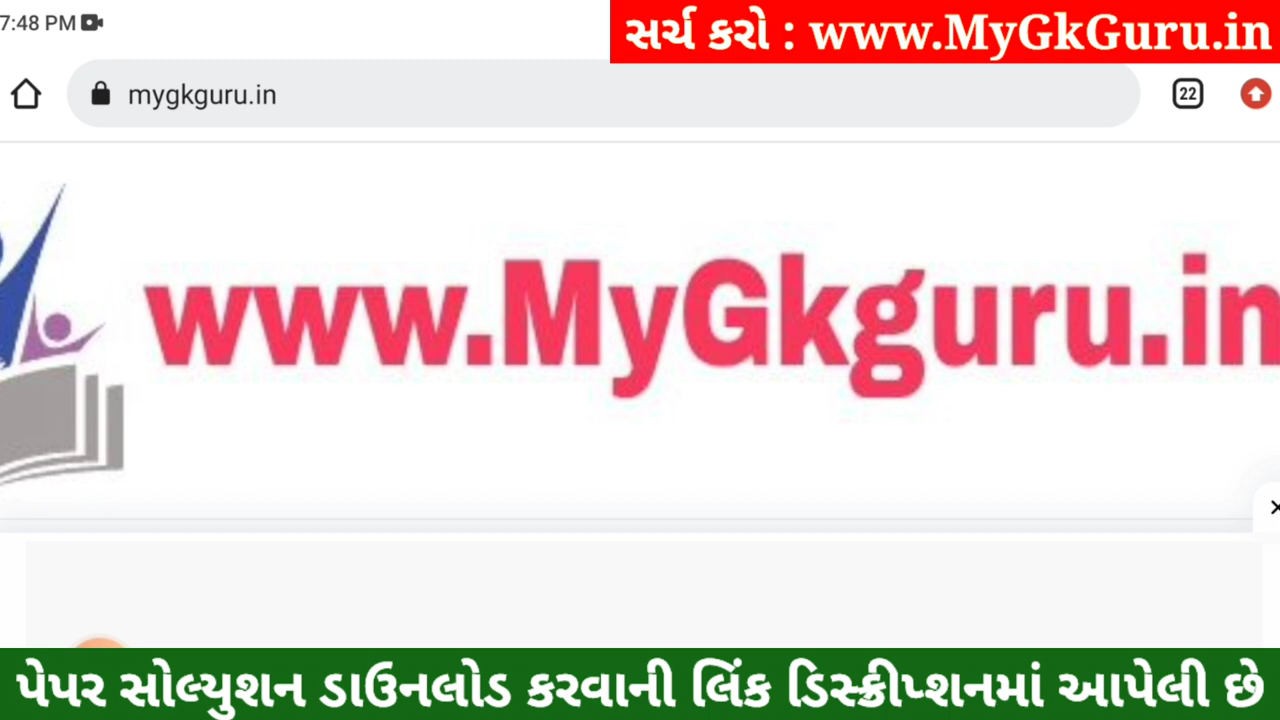 7:48 PM
સર્ચ કરો : www.MyGkGuru.in
mygkguru.in
22
www.MyGkguru.in
પેપર સોલ્યુશન ડાઉનલોડ કરવાની લિંક ડિસ્ક્રીપ્શનમાં આપેલી છે